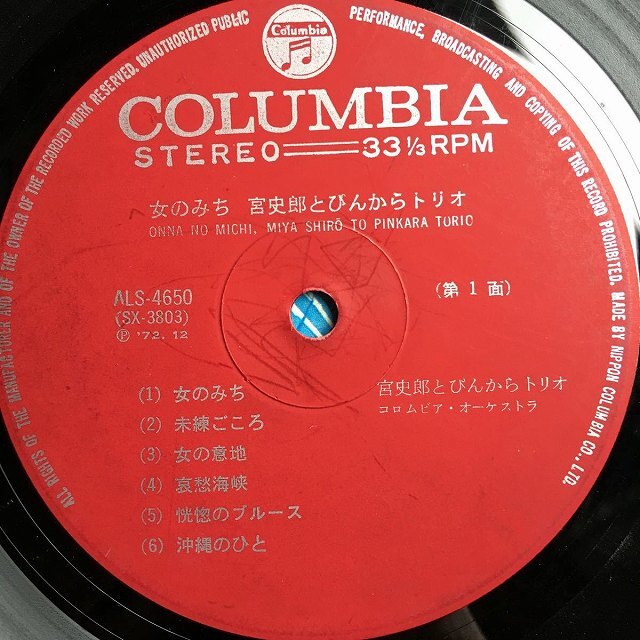 ALL RIGHTS OF THE MANUFACTURER AND OF THE OWNER OF THE RECORDED WORK RESERVED. UNAUTHORIZED PUBLIC PERFORMANCE, BROADCASTING AND COPYING OF THIS RECORD PROHIBITED. MADE BY NIPPON COLUMBIA CO., LTD.
Columbia
COLUMBIA
STEREO 33 1/3 RPM
女のみち 宮史郎とぴんからトリオ
ONNA NO MICHI, MIYA SHIRŌ TO PINKARA TORIO
ALS-4650
(第1面)
(SX-3803)
Ⓟ '72.12
(1) 女のみち
宮史郎とぴんからトリオ
コロムビア・オーケストラ
(2) 未練ごころ
(3) 女の意地
(4) 哀愁海峡
(5) 恍惚のブルース
(6) 沖縄のひと